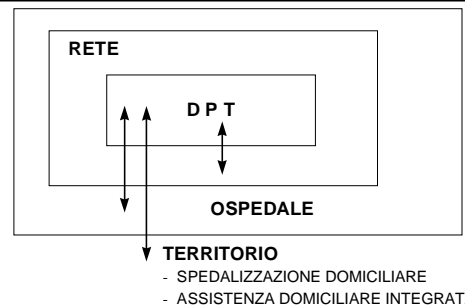 RETE
D P T
OSPEDALE
TERRITORIO
- SPEDALIZZAZIONE DOMICILIARE
- ASSISTENZA DOMICILIARE INTEGRAT